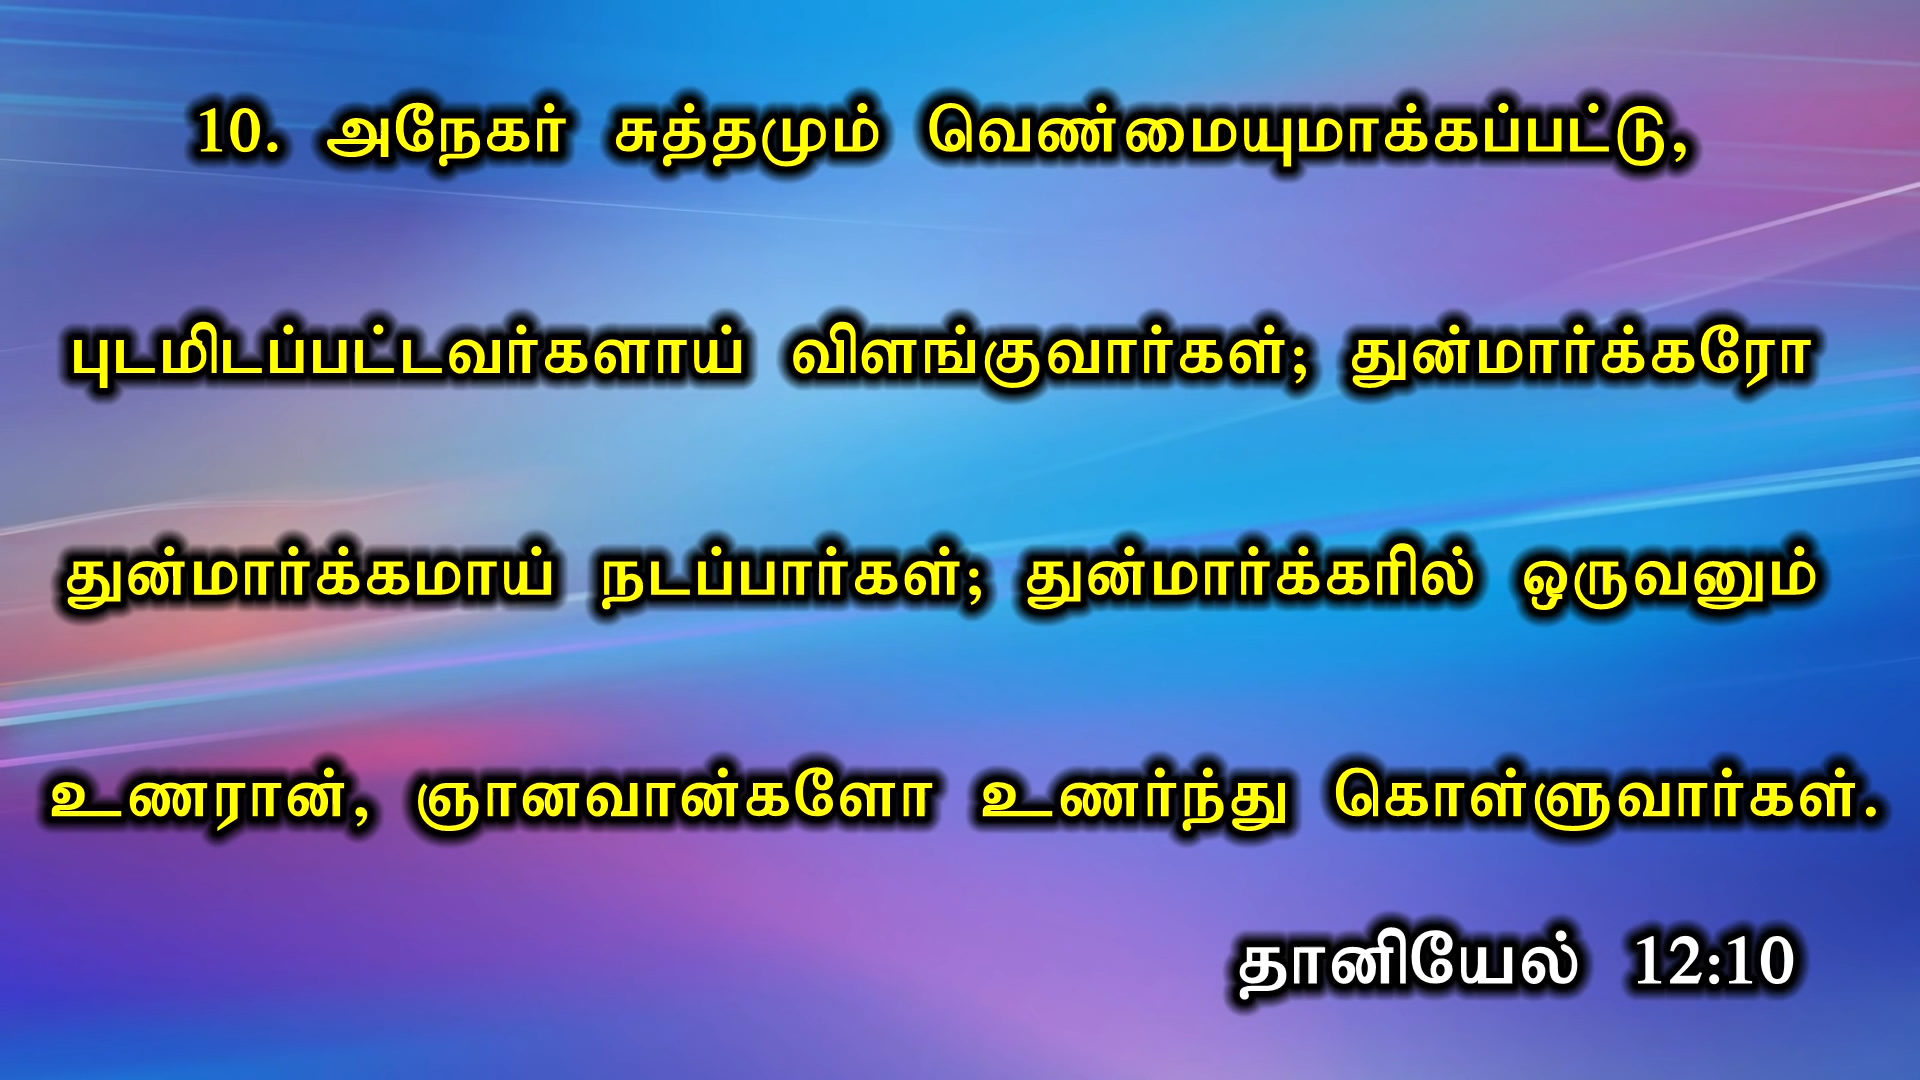 10. அநேகர் சுத்தமும் வெண்மையுமாக்கப்பட்டு,
புடமிடப்பட்டவர்களாய் விளங்குவார்கள்; துன்மார்க்கரோ
துன்மார்க்கமாய் நடப்பார்கள்; துன்மார்க்கரில் ஒருவனும்
உணரான், ஞானவான்களோ உணர்ந்து கொள்ளுவார்கள்.
தானியேல் 12:10